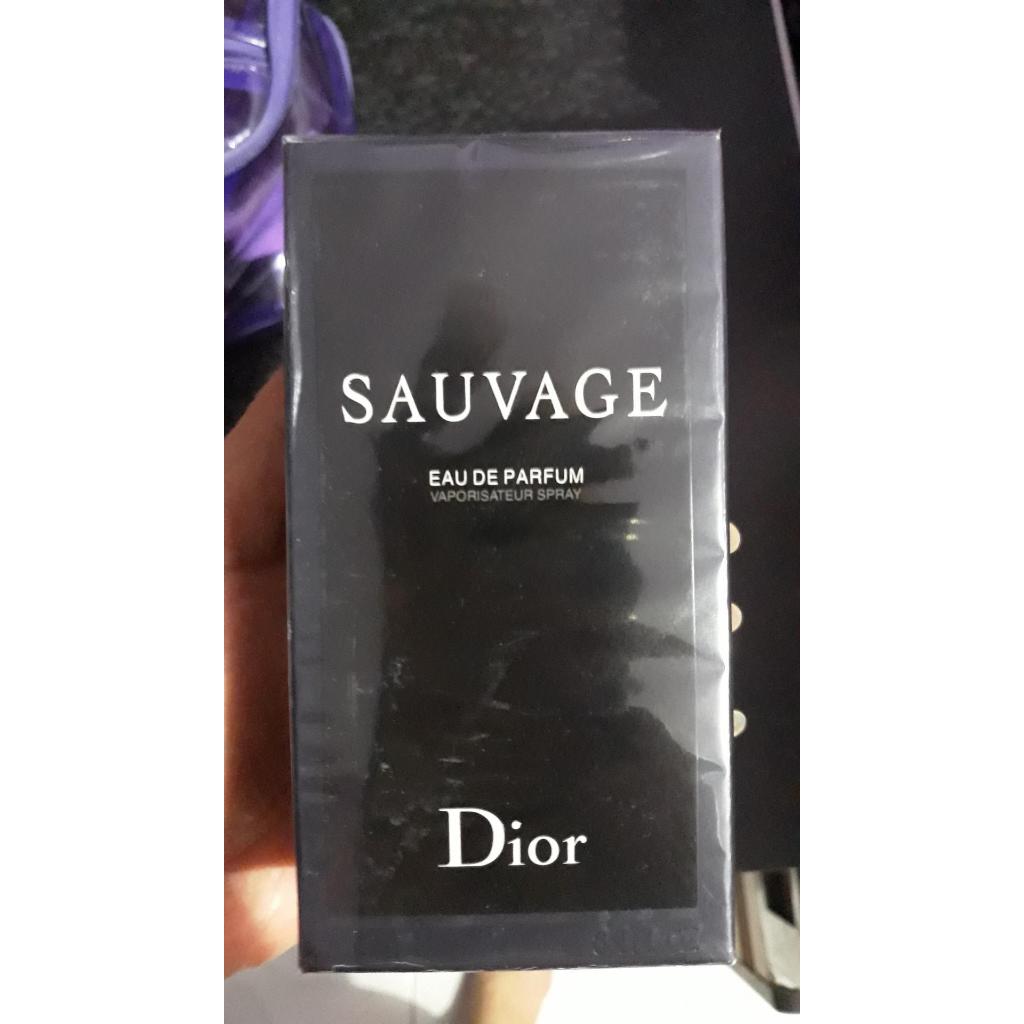 SAUVAGE
EAU DE PARFUM
VAPORISATEUR SPRAY
Dior